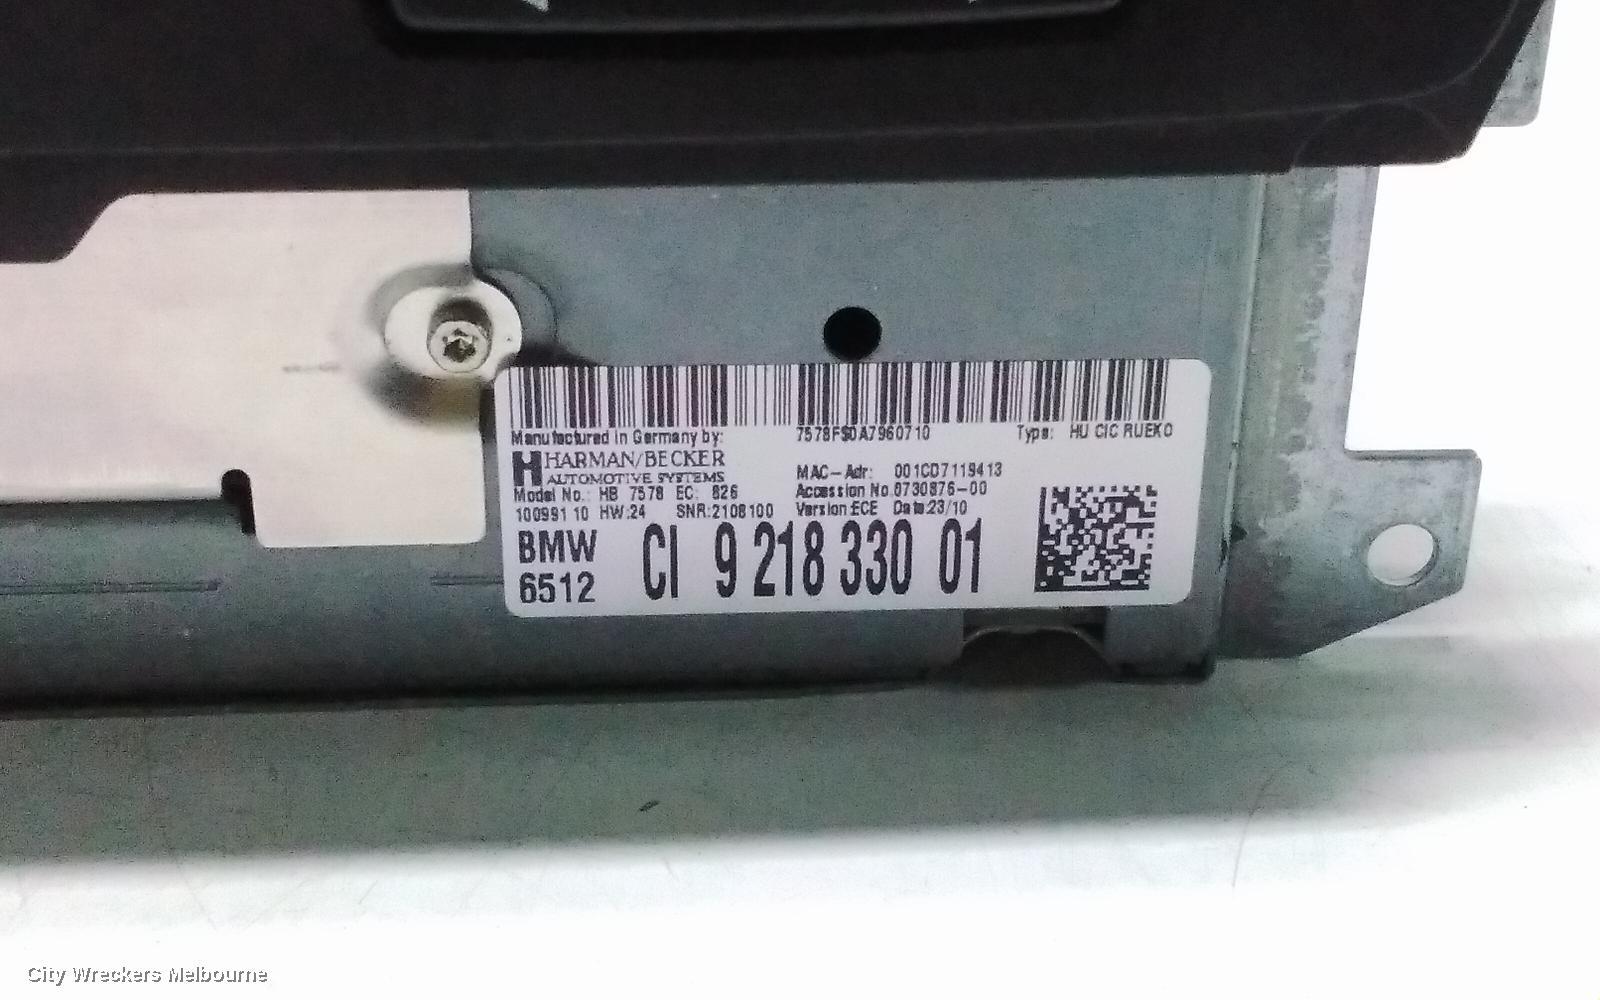 Manufactured in Germany by:
7578FS0A7960710
Type: HU CIC RUEKO
HARMAN/BECKER
AUTOMOTIVE SYSTEMS
MAC-Adr: 001CD7119413
Model No.: HB 7578 EC: 826
Accession No.0730876-00
10099110 HW:24 SNR:2108100
Version:ECE Date:23/10
BMW
6512
CI 9 218 330 01
City Wreckers Melbourne